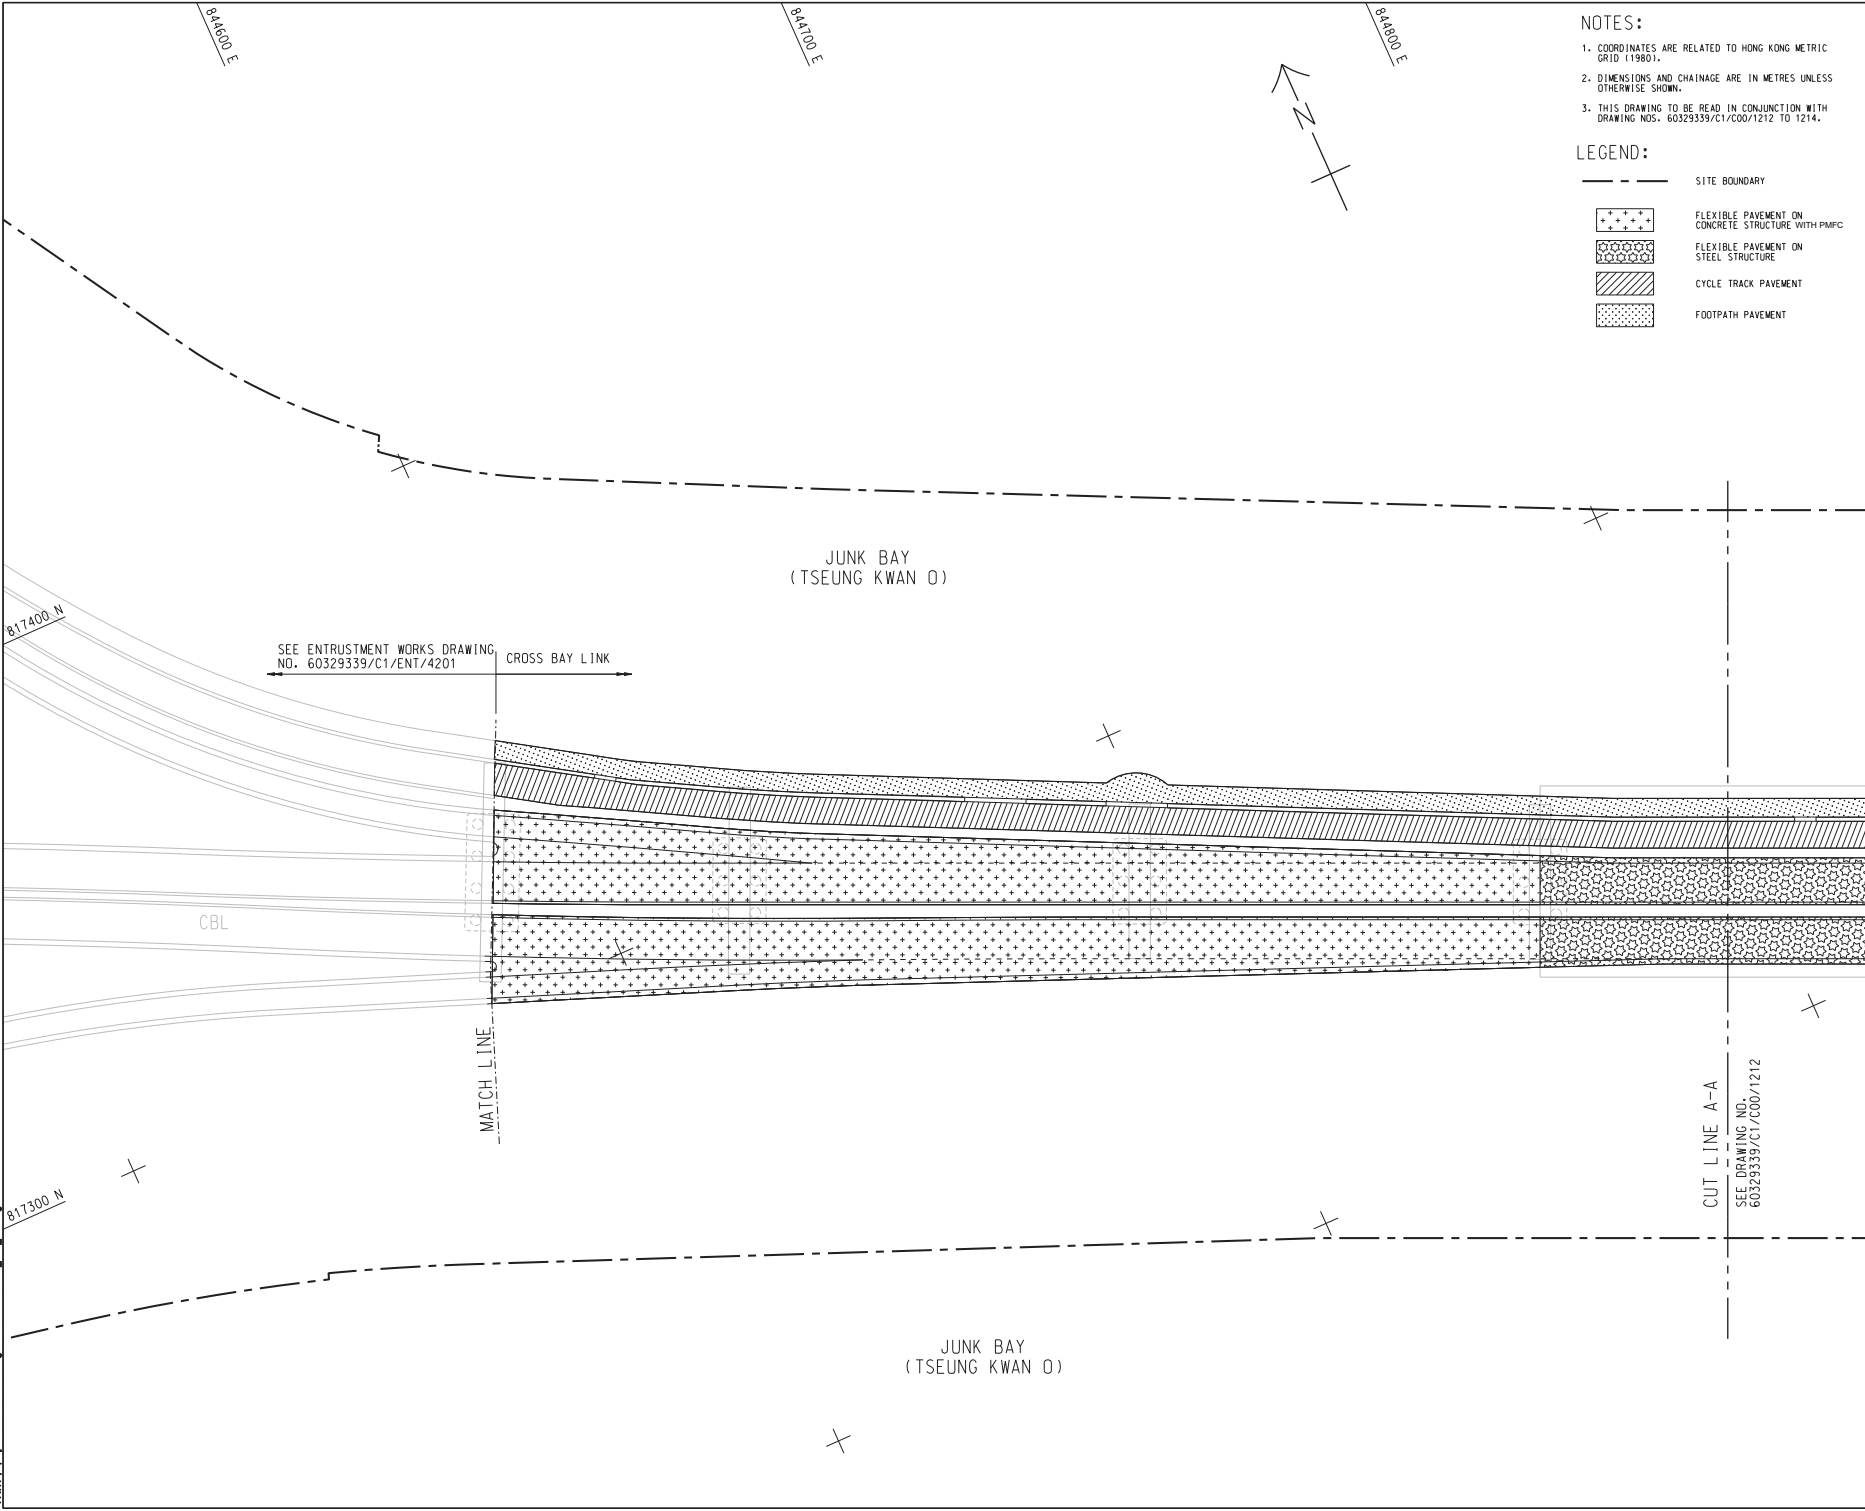 844600 E
844700 E
844800 E
NOTES:
1. COORDINATES ARE RELATED TO HONG KONG METRIC
GRID (1980).
2. DIMENSIONS AND CHAINAGE ARE IN METRES UNLESS
OTHERWISE SHOWN.
3. THIS DRAWING TO BE READ IN CONJUNCTION WITH
DRAWING NOS. 60329339/C1/C00/1212 TO 1214.
N
LEGEND:
SITE BOUNDARY
FLEXIBLE PAVEMENT ON
CONCRETE STRUCTURE WITH PMFC
FLEXIBLE PAVEMENT ON
STEEL STRUCTURE
CYCLE TRACK PAVEMENT
FOOTPATH PAVEMENT
JUNK BAY
(TSEUNG KWAN O)
817400 N
SEE ENTRUSTMENT WORKS DRAWING
NO. 60329339/C1/ENT/4201
CROSS BAY LINK
CBL
MATCH LINE
CUT LINE A-A
SEE DRAWING NO.
60329339/C1/C00/1212
817300 N
JUNK BAY
(TSEUNG KWAN O)